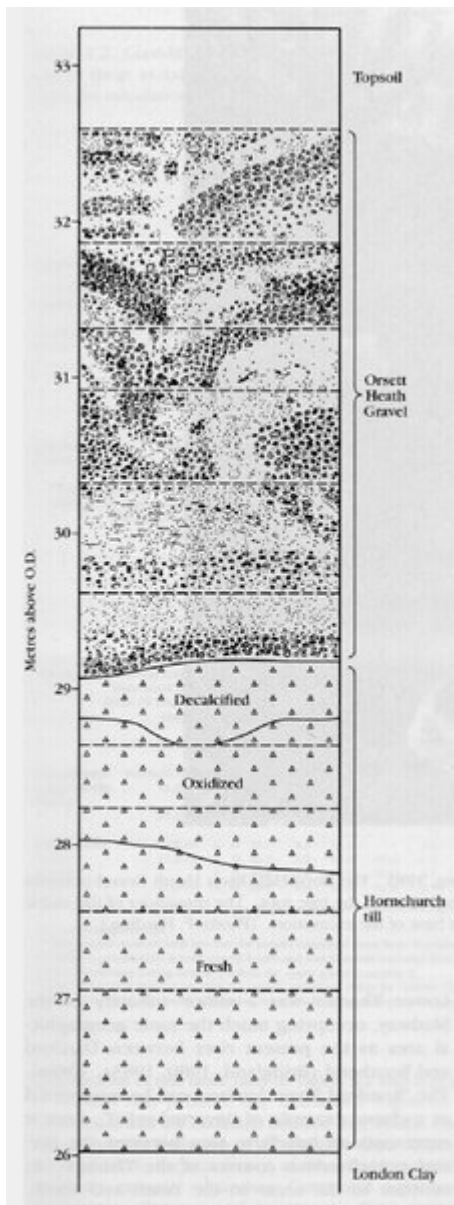 33
Topsoil
32
31
Orsett
Heath
Gravel
30
Metres above O.D.
29
Decalcified
Oxidized
28
Hornchurch
till
Fresh
27
26
London Clay